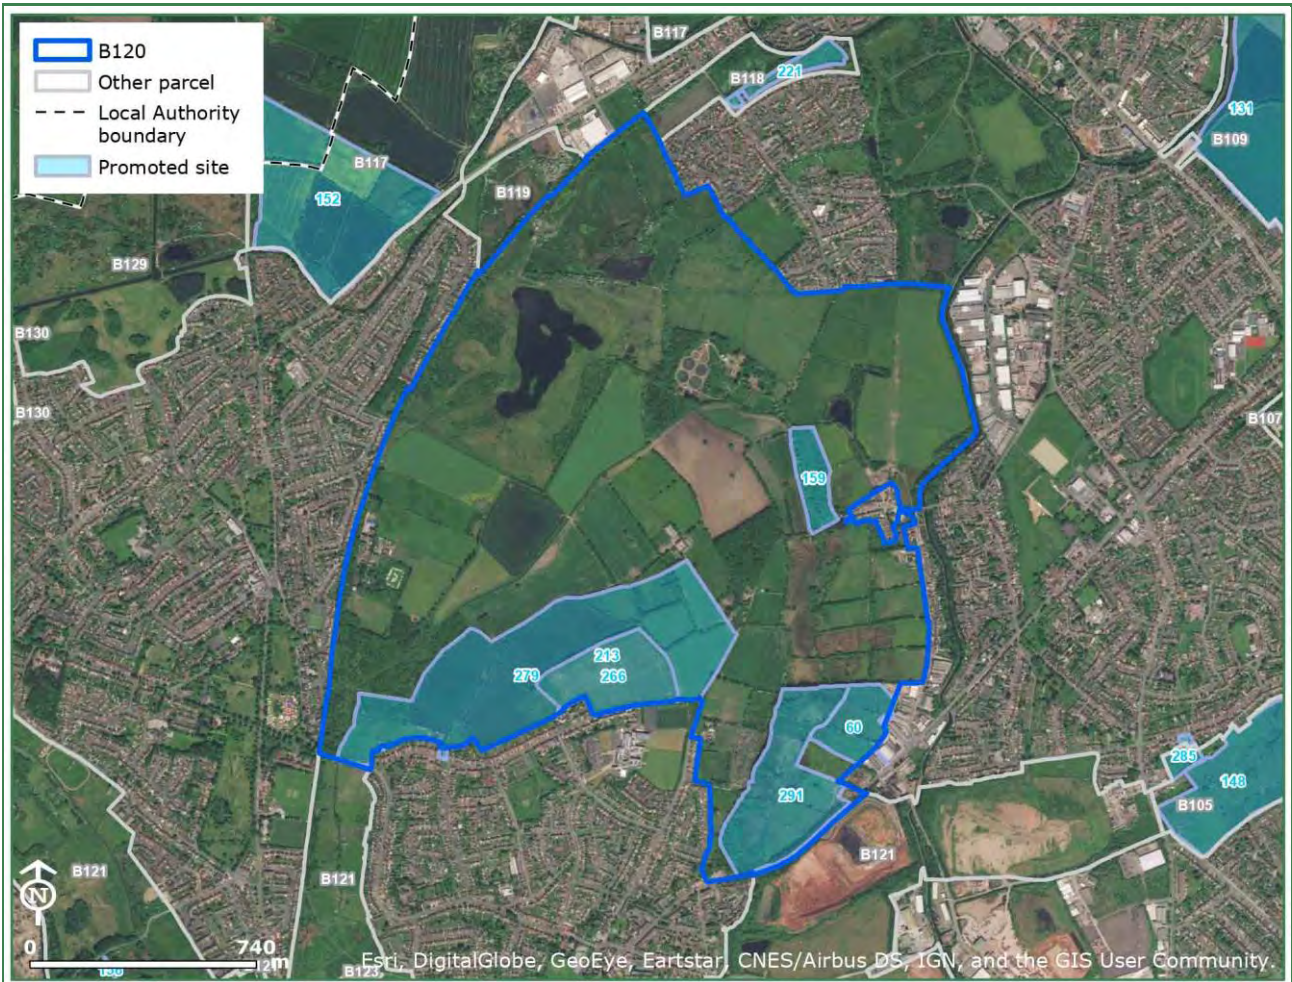 B120
Other parcel
Local Authority
boundary
Promoted site
B117
B118
221
131
B109
B117
152
B119
B129
B130
B130
B107
159
213
279
266
60
285
148
291
B105
B121
B121
B121
0
740
m
136
B123
Esri, DigitalGlobe, GeoEye, Eartstar, CNES/Airbus DS, IGN, and the GIS User Community.
N